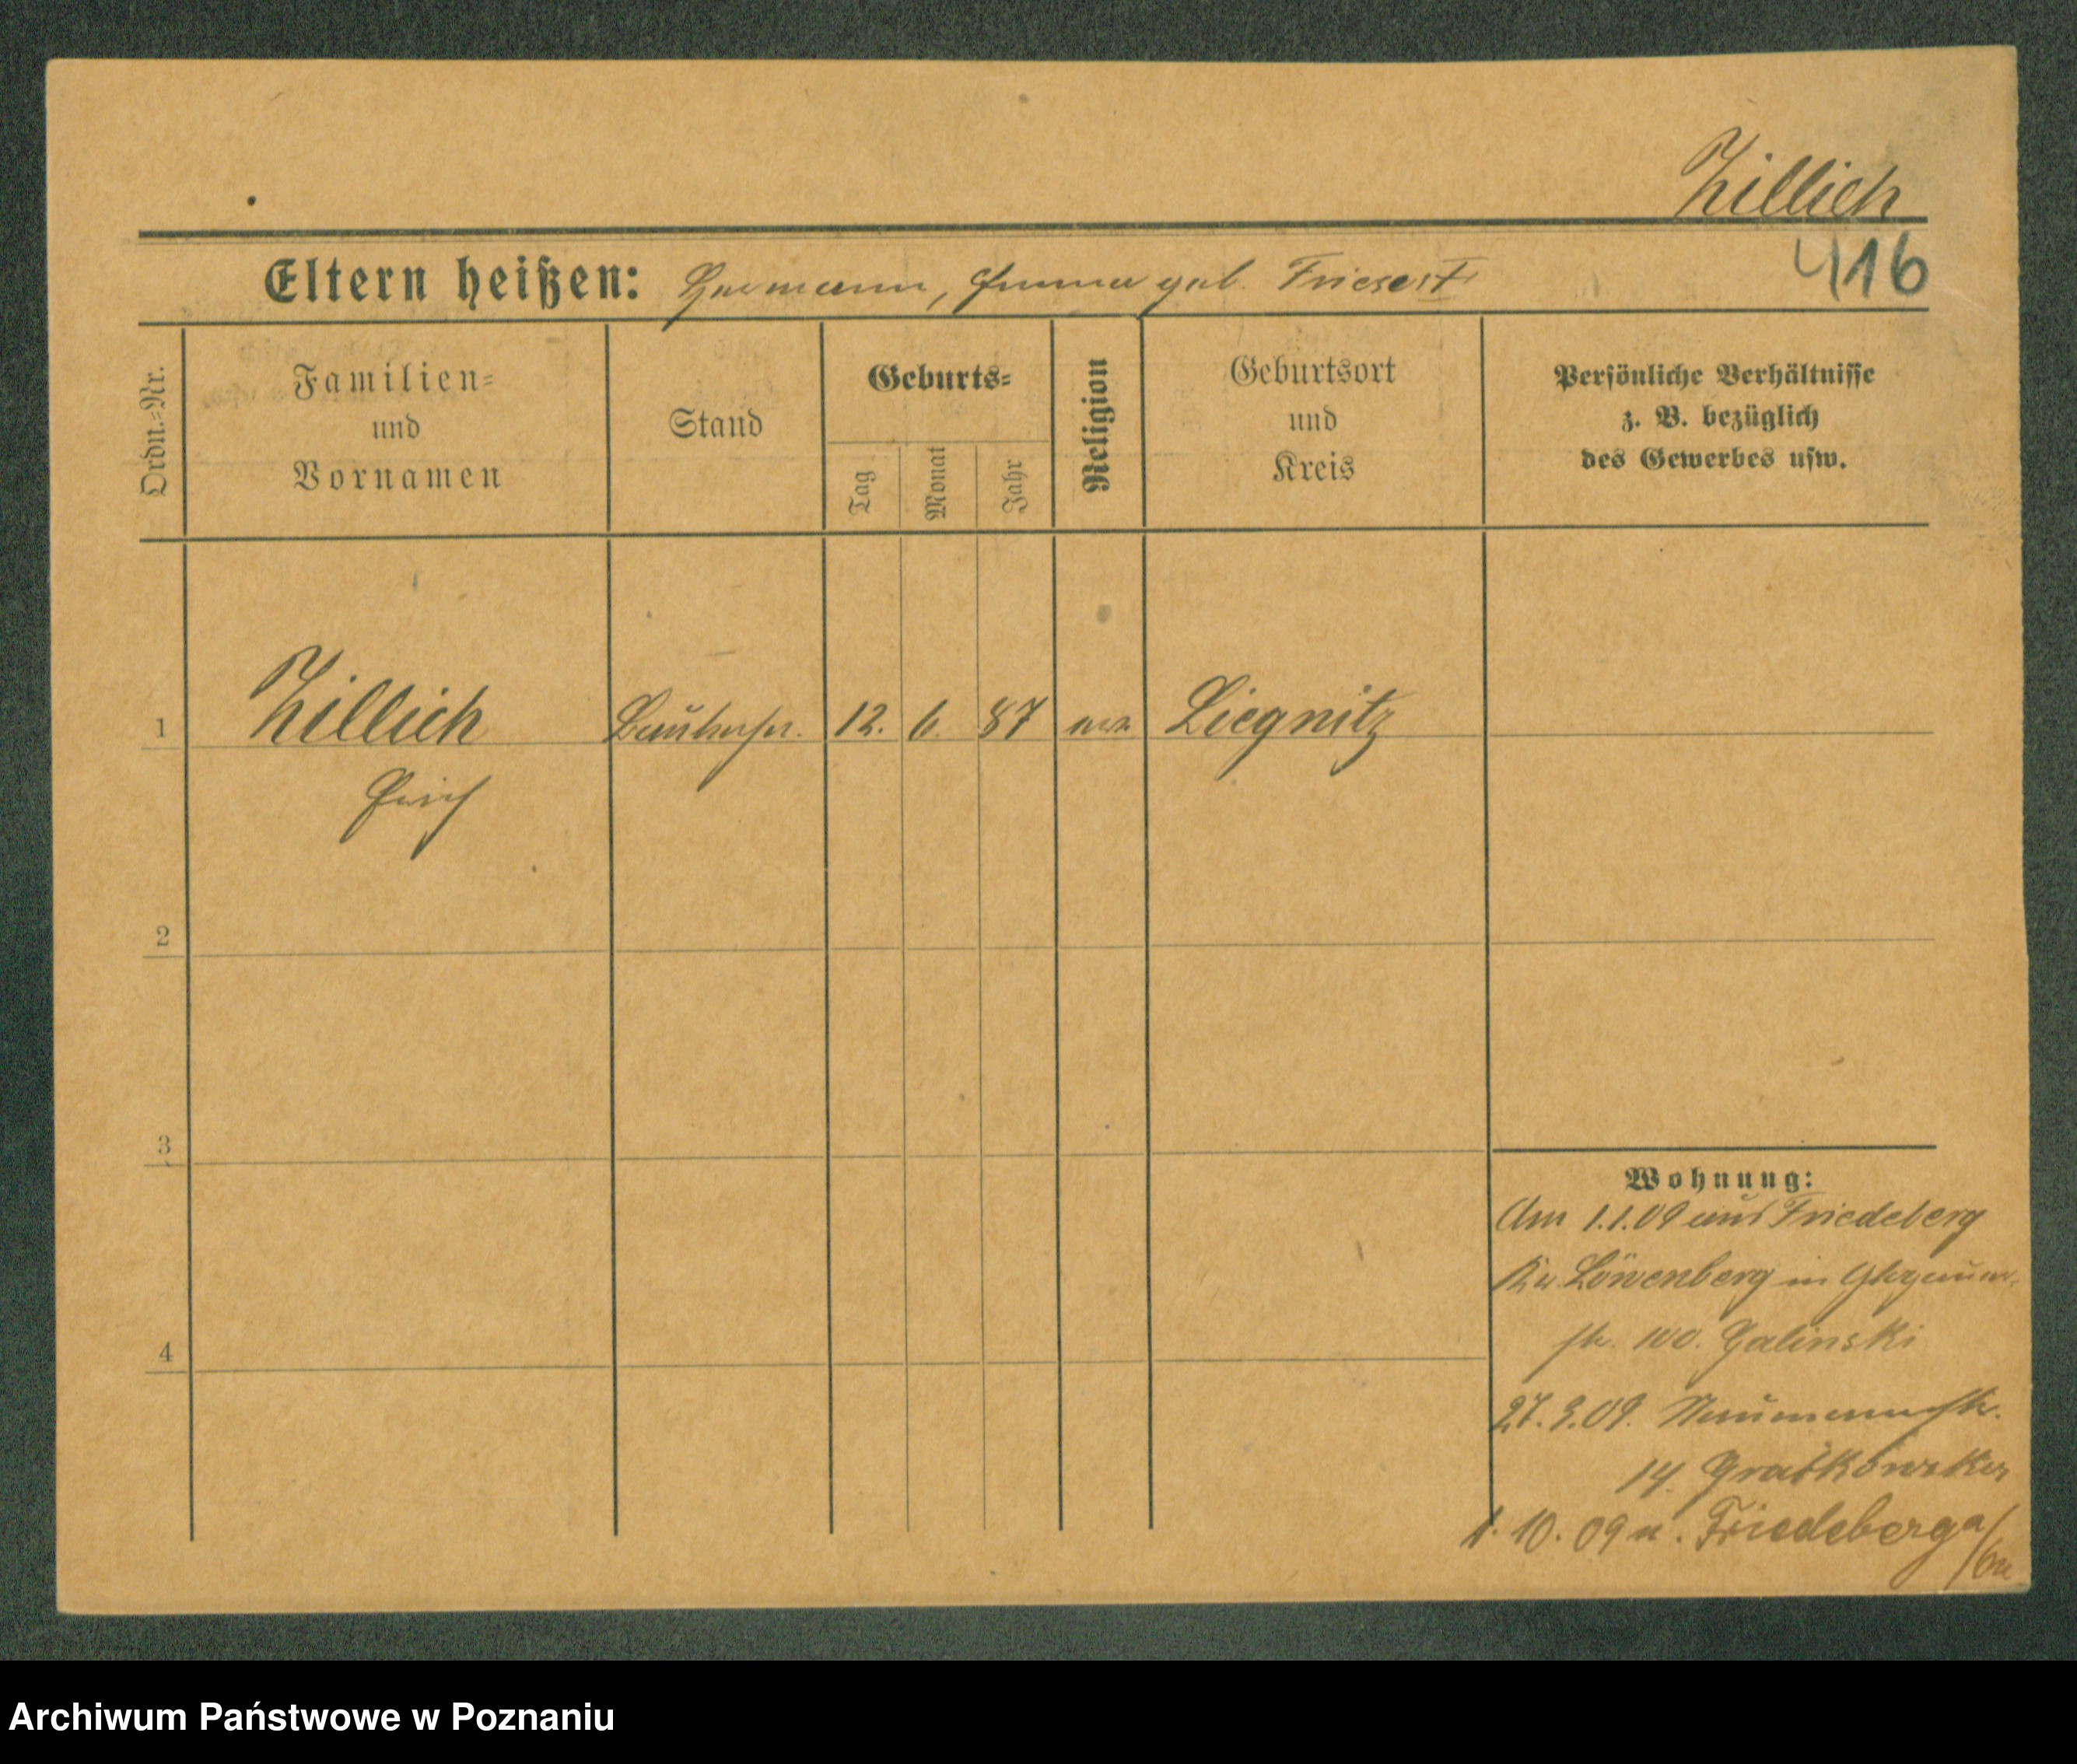 Zillich
416
Eltern heißen: Hermann, Emma geb. Friesert
Ordn.=Nr.
Familien=
und
Vornamen
Stand
Geburts=
Tag
Monat
Jahr
Religion
Geburtsort
und
Kreis
Persönliche Verhältnisse
z. B. bezüglich
des Gewerbes usw.
1 Zillich 12. 6. 87 Liegnitz
Erich
2
3
4
Wohnung:
Am 1.1.09 aus Friedeberg
Löwenberg in
Galinski
27.3.09. Naumannstr.
14
1. 10. 09 n. Friedeberg a/
Archiwum Państwowe w Poznaniu